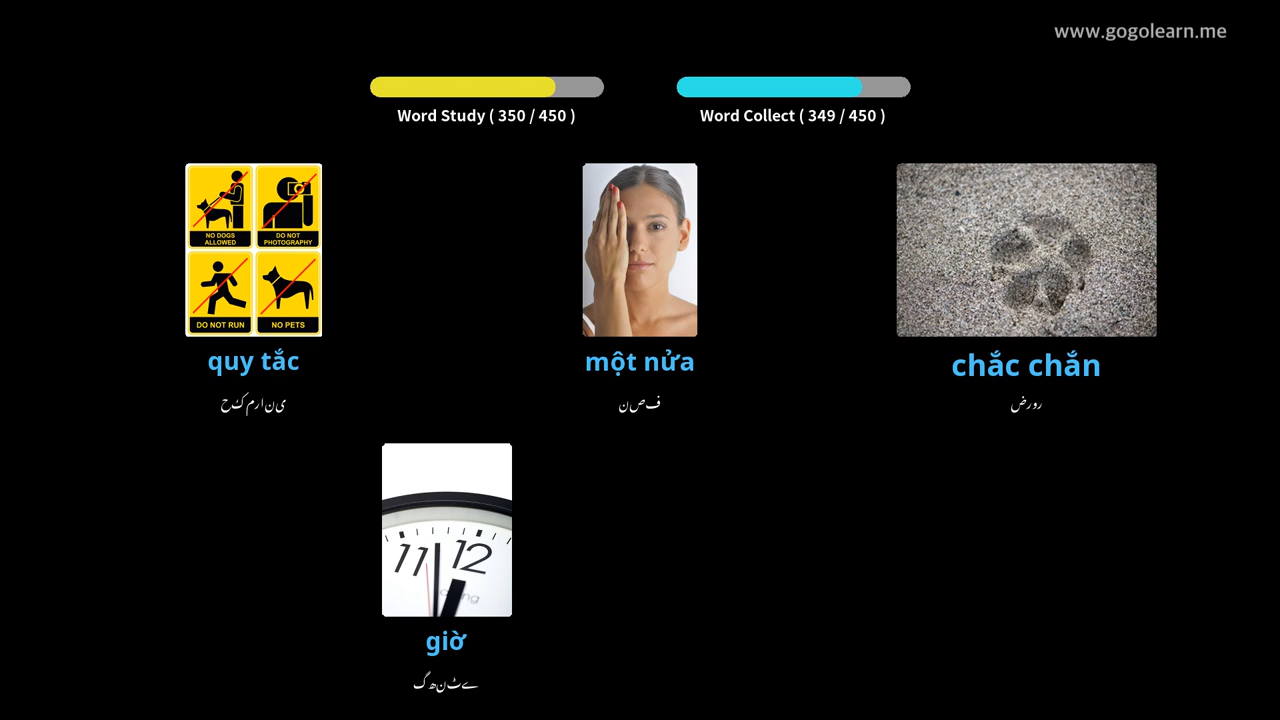 www.gogolearn.me
Word Study ( 350 / 450 )
Word Collect ( 349 / 450 )
NO DOGS
ALLOWED
DO NOT
PHOTOGRAPHY
DO NOT RUN
NO PETS
quy tắc
một nửa
chắc chắn
حکمرانی
نصف
ضرور
11 12
giờ
گھنٹے